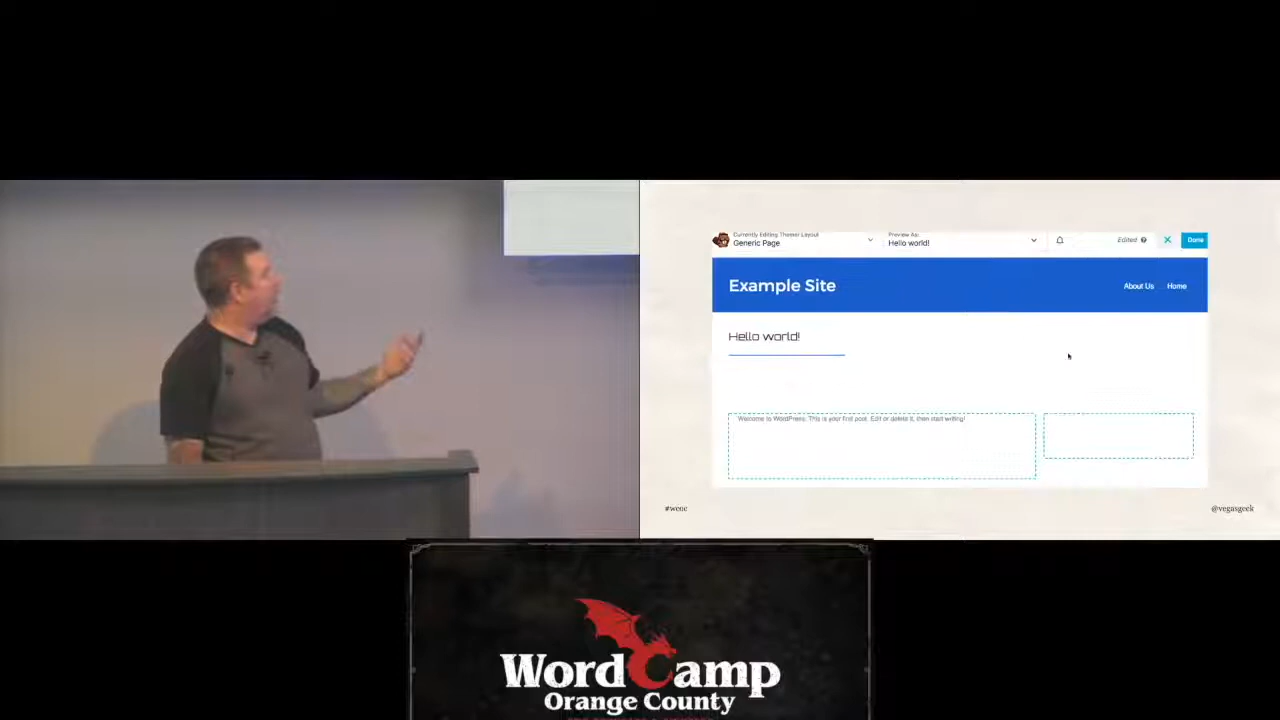 Currently Editing Themer Layout
Generic Page
Preview As:
Hello world!
Edited
Done
Example Site
About Us
Home
Hello world!
Welcome to WordPress. This is your first post. Edit or delete it, then start writing!
#wcoc
@vegasgeek
WordCamp
Orange County